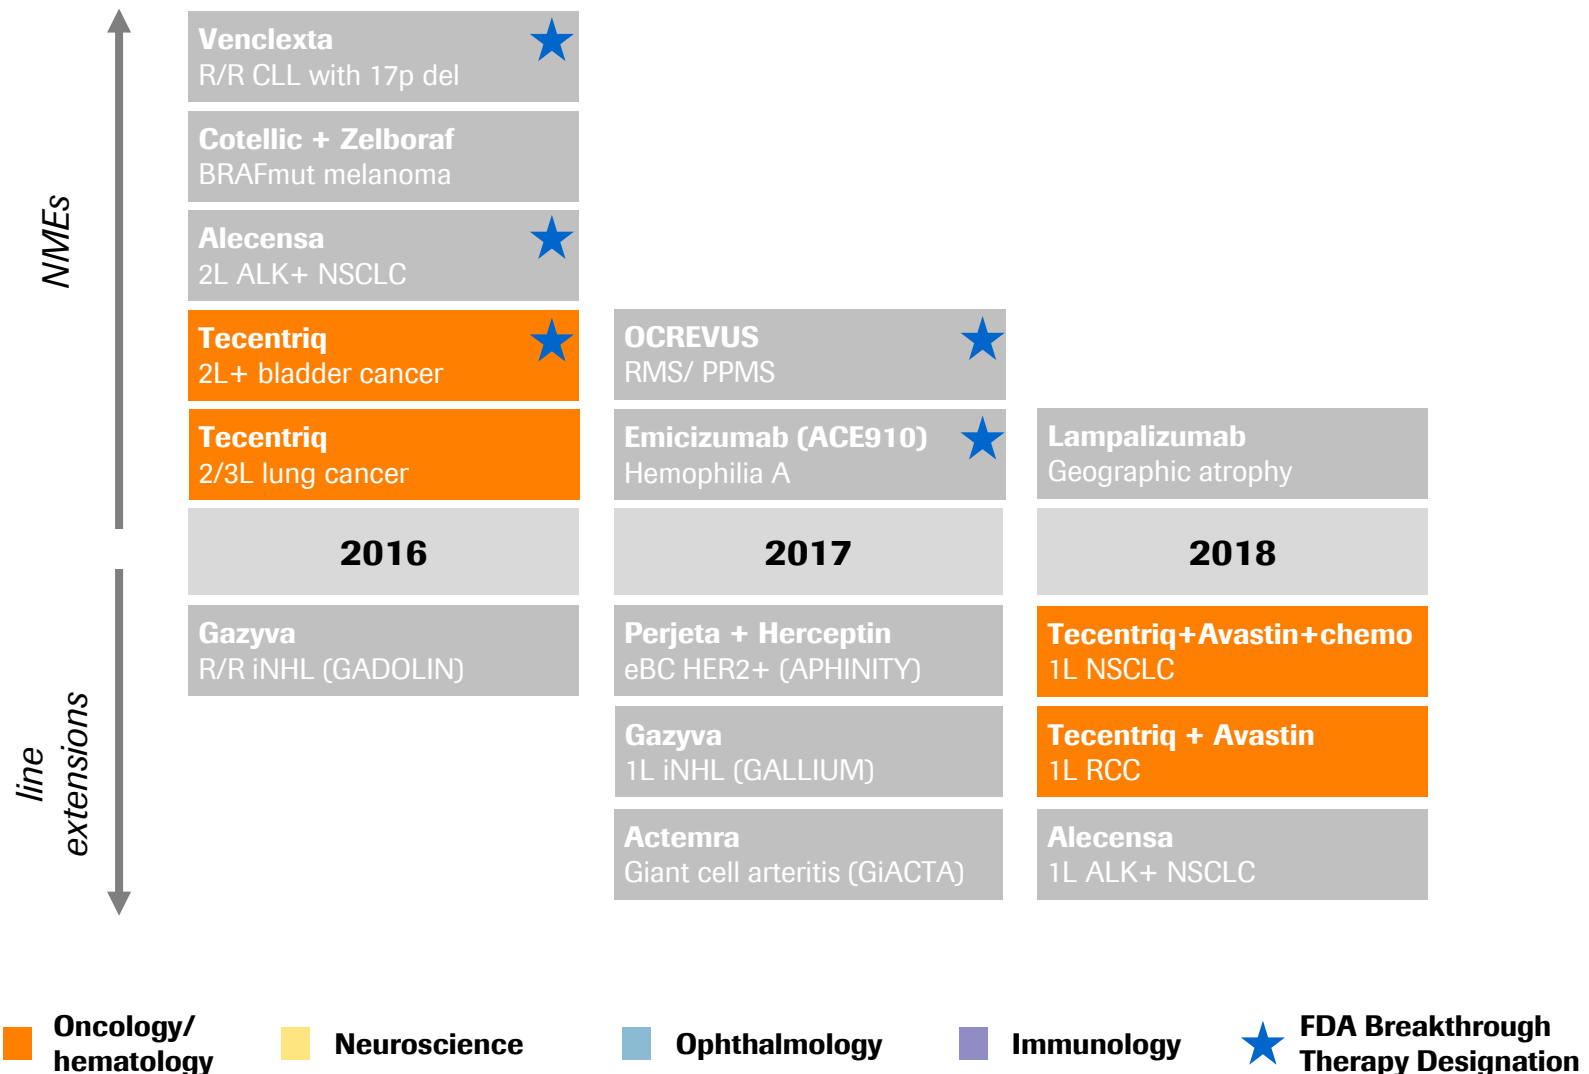 NMEs
Venclexta
R/R CLL with 17p del
Cotellic + Zelboraf
BRAFmut melanoma
Alecensa
2L ALK+ NSCLC
Tecentriq
2L+ bladder cancer
Tecentriq
2/3L lung cancer
OCREVUS
RMS/ PPMS
Emicizumab (ACE910)
Hemophilia A
Lampalizumab
Geographic atrophy
2016
2017
2018
line
extensions
Gazyva
R/R iNHL (GADOLIN)
Perjeta + Herceptin
eBC HER2+ (APHINITY)
Gazyva
1L iNHL (GALLIUM)
Actemra
Giant cell arteritis (GiACTA)
Tecentriq+Avastin+chemo
1L NSCLC
Tecentriq + Avastin
1L RCC
Alecensa
1L ALK+ NSCLC
Oncology/
hematology
Neuroscience
Ophthalmology
Immunology
FDA Breakthrough
Therapy Designation